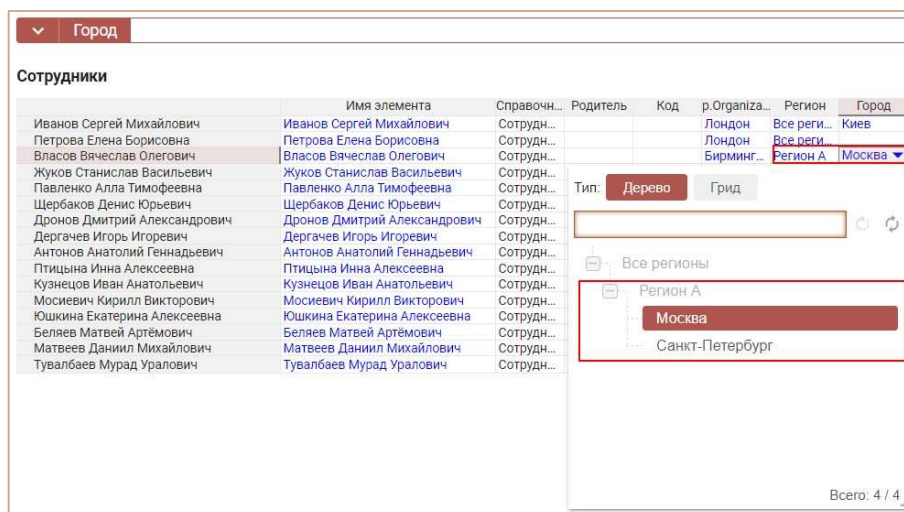 Город
Сотрудники
Имя элемента Справочн... Родитель Код p.Organiza... Регион Город
Иванов Сергей Михайлович Иванов Сергей Михайлович Сотрудн... Лондон Все реги... Киев
Петрова Елена Борисовна Петрова Елена Борисовна Сотрудн... Лондон Все реги...
Власов Вячеслав Олегович Власов Вячеслав Олегович Сотрудн... Бирминг... Регион А Москва
Жуков Станислав Васильевич Жуков Станислав Васильевич Сотрудн...
Павленко Алла Тимофеевна Павленко Алла Тимофеевна Сотрудн...
Щербаков Денис Юрьевич Щербаков Денис Юрьевич Сотрудн...
Дронов Дмитрий Александрович Дронов Дмитрий Александрович Сотрудн...
Дергачев Игорь Игоревич Дергачев Игорь Игоревич Сотрудн...
Антонов Анатолий Геннадьевич Антонов Анатолий Геннадьевич Сотрудн...
Птицына Инна Алексеевна Птицына Инна Алексеевна Сотрудн...
Кузнецов Иван Анатольевич Кузнецов Иван Анатольевич Сотрудн...
Мосиевич Кирилл Викторович Мосиевич Кирилл Викторович Сотрудн...
Юшкина Екатерина Алексеевна Юшкина Екатерина Алексеевна Сотрудн...
Беляев Матвей Артёмович Беляев Матвей Артёмович Сотрудн...
Матвеев Даниил Михайлович Матвеев Даниил Михайлович Сотрудн...
Тувалбаев Мурад Уралович Тувалбаев Мурад Уралович Сотрудн...
Тип: Дерево Грид
Все регионы
Регион А
Москва
Санкт-Петербург
Всего: 4 / 4